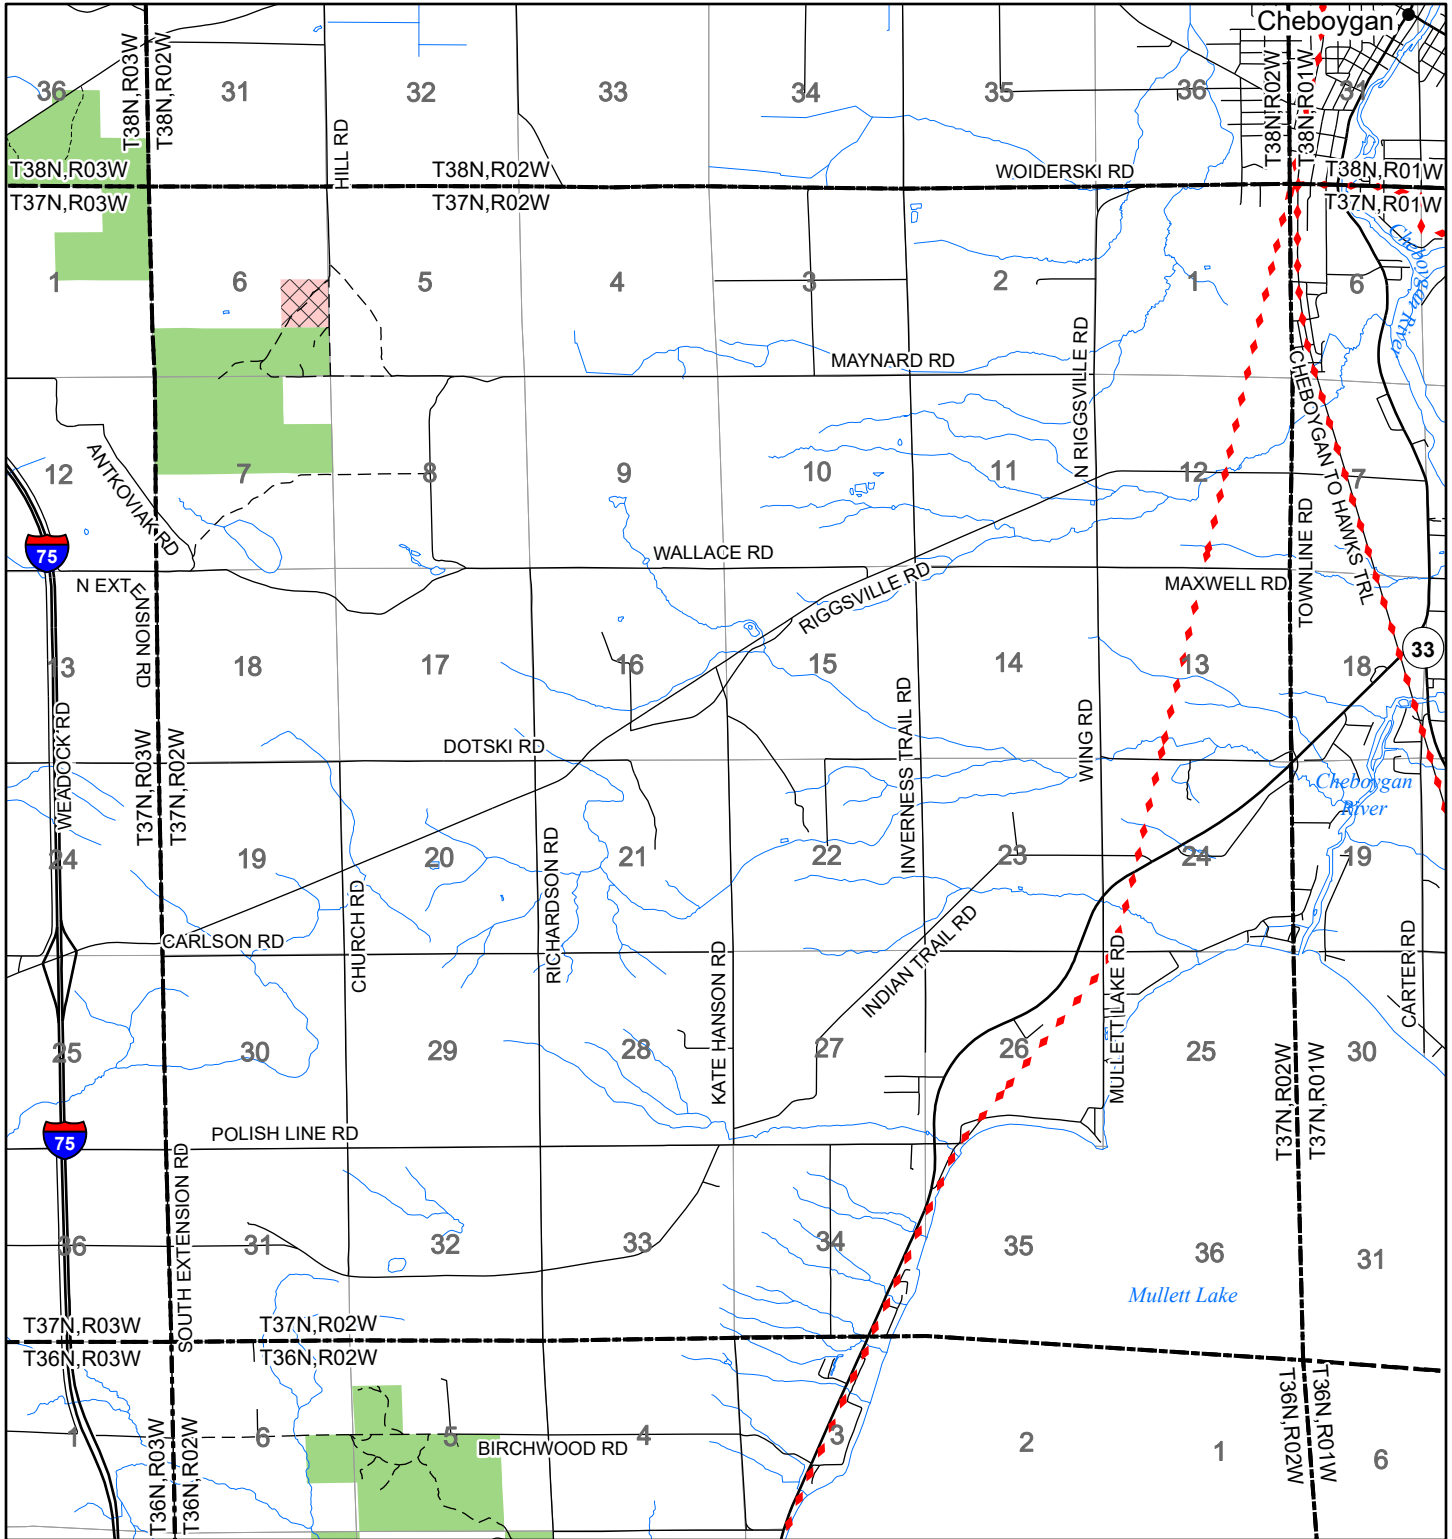 Cheboygan
T38N,R03W
T38N,R02W
T38N,R02W
T38N,R01W
36
31
32
33
34
35
36
31
HILL RD
T38N,R03W
T38N,R02W
WOIDERSKI RD
T38N,R01W
T37N,R03W
T37N,R02W
T37N,R01W
Cheboygan River
1
6
5
4
3
2
1
6
MAYNARD RD
N RIGGSVILLE RD
CHEBOYGAN TO HAWKS TRL
12
ANTKOVIAK RD
7
8
9
10
11
12
7
75
WALLACE RD
TOWNLINE RD
N EXTENSION RD
RIGGSVILLE RD
MAXWELL RD
13
18
17
16
15
14
13
18
33
WEADOCK RD
T37N,R03W
T37N,R02W
DOTSKI RD
INVERNESS TRAIL RD
WING RD
Cheboygan
River
24
19
20
21
22
23
24
19
CHURCH RD
RICHARDSON RD
CARLSON RD
KATE HANSON RD
INDIAN TRAIL RD
MULLETT LAKE RD
CARTER RD
25
30
29
28
27
26
25
30
T37N,R02W
T37N,R01W
75
POLISH LINE RD
SOUTH EXTENSION RD
36
31
32
33
34
35
36
31
Mullett Lake
T37N,R03W
T37N,R02W
T36N,R03W
T36N,R02W
T36N,R02W
T36N,R01W
1
6
5
4
3
2
1
6
BIRCHWOOD RD
T36N,R03W
T36N,R02W